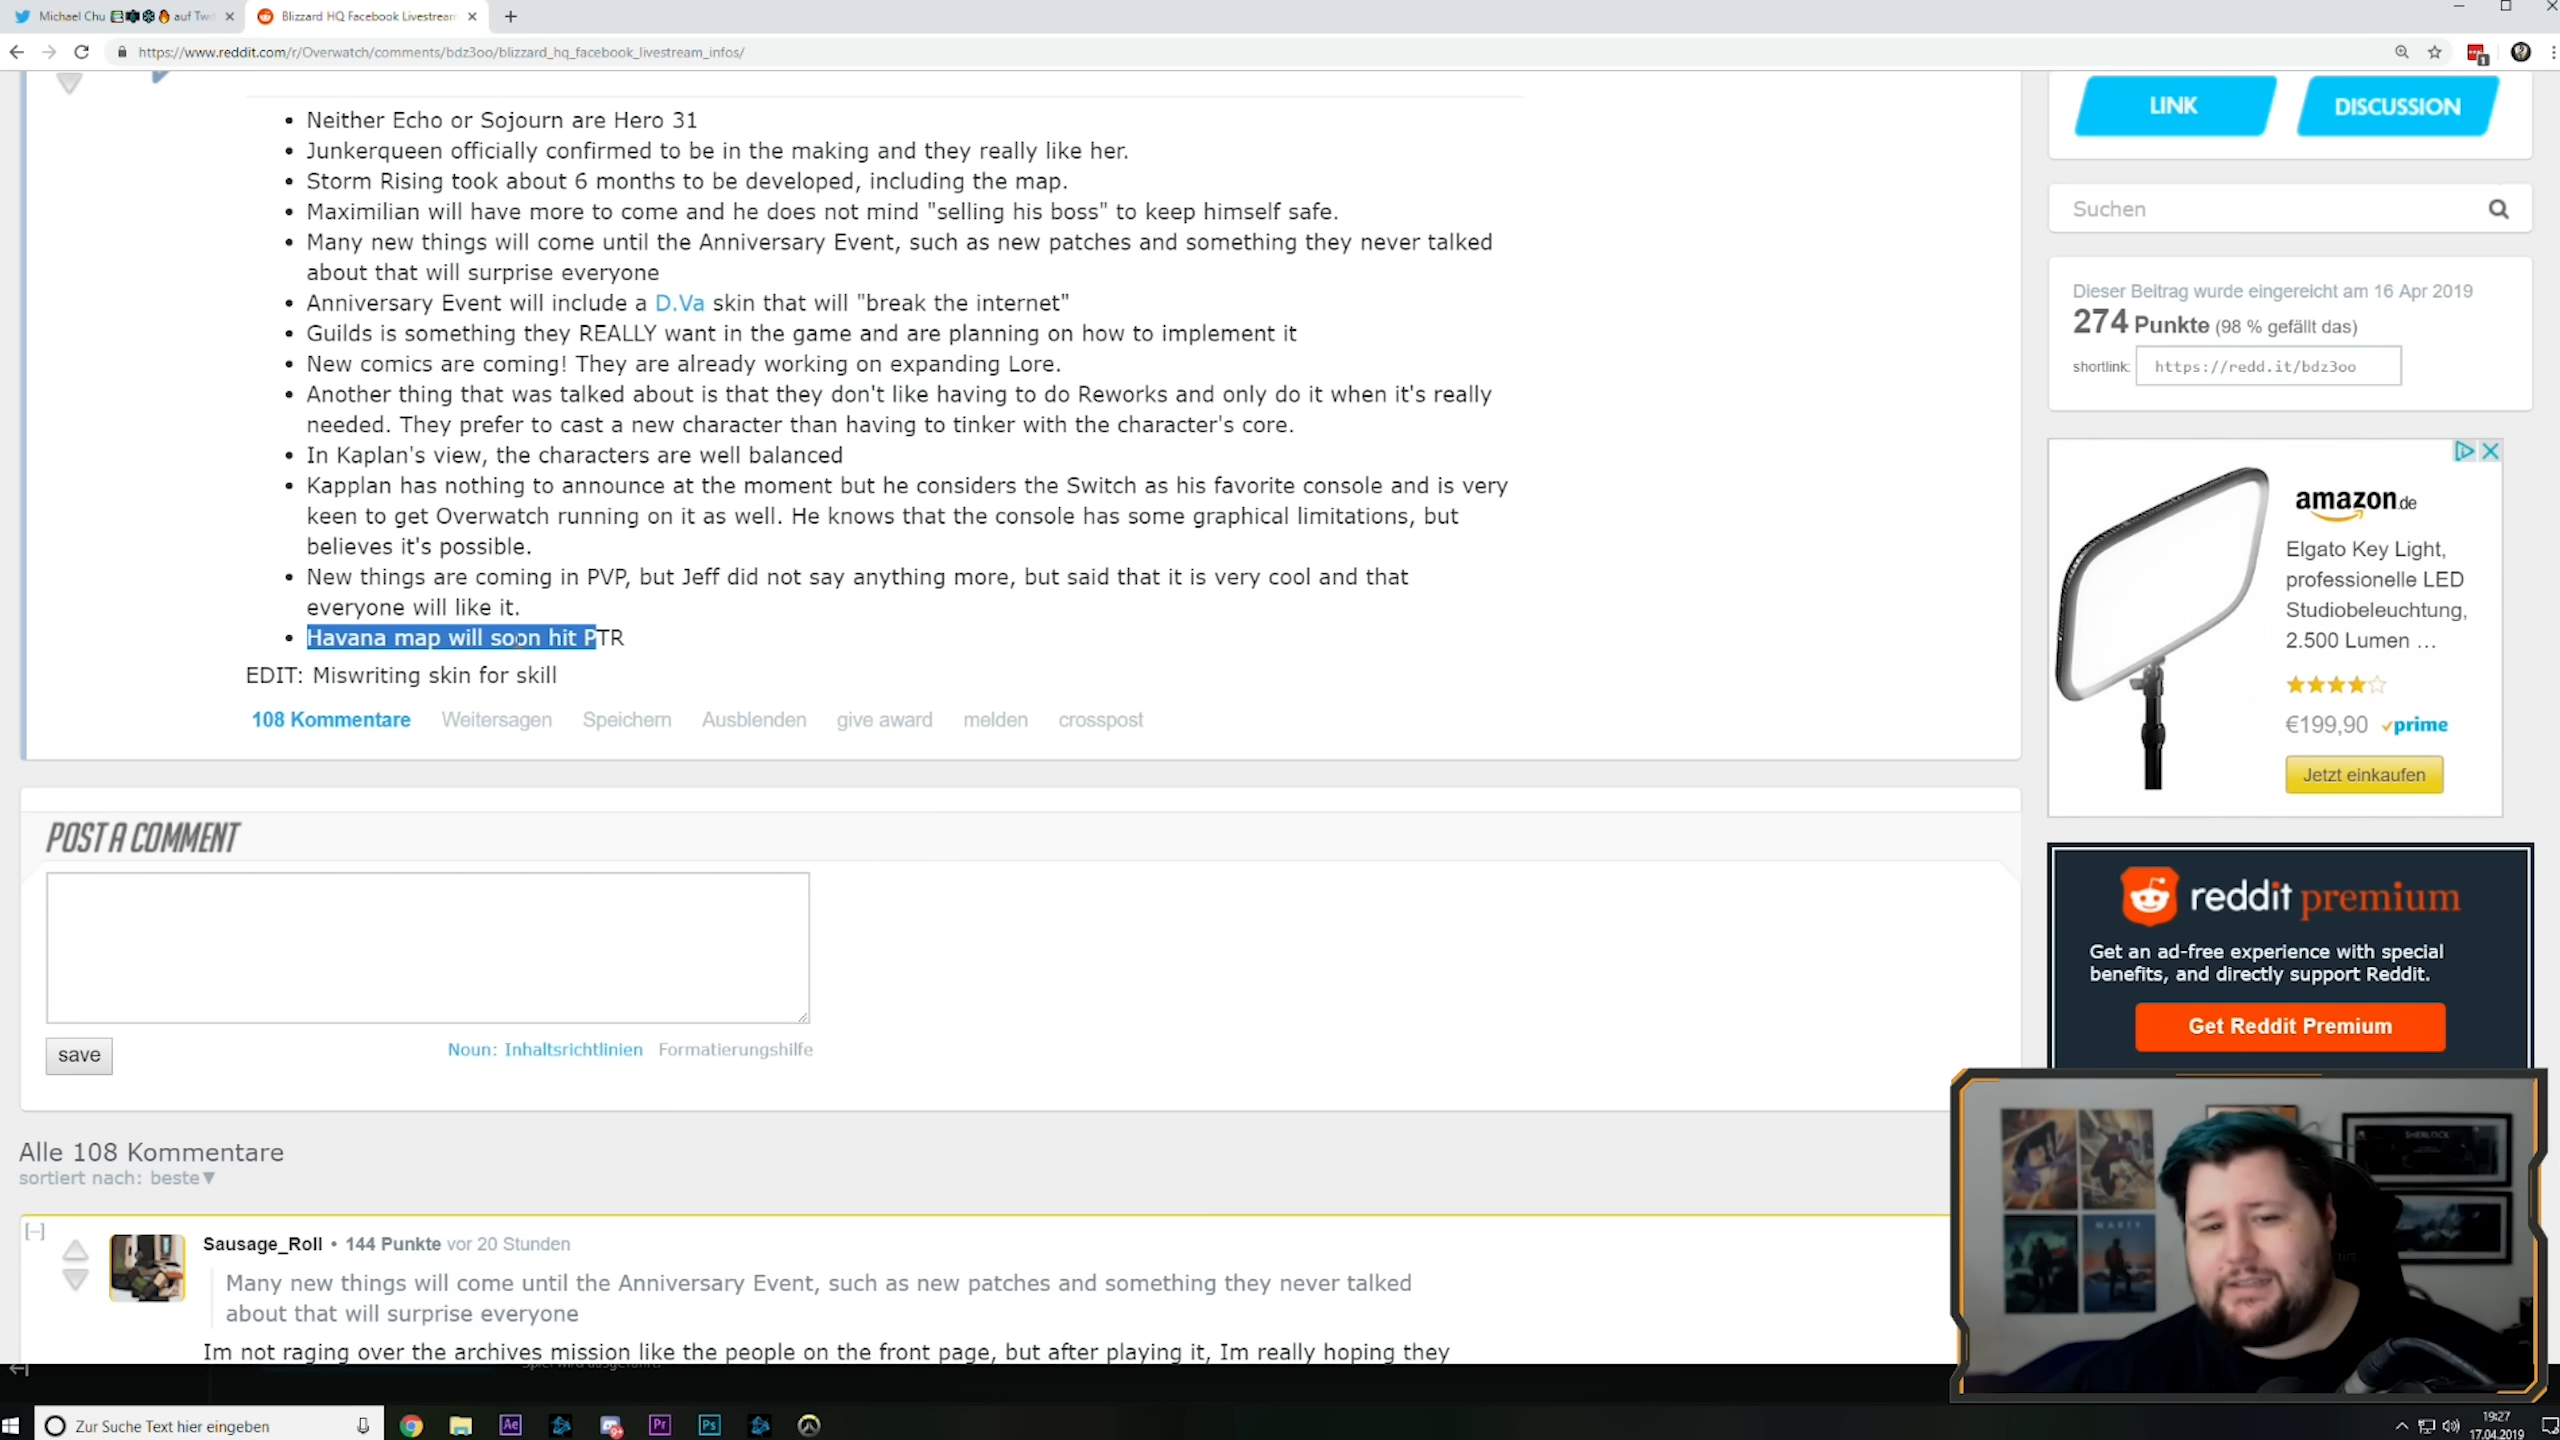 Michael Chu auf Twi
Blizzard HQ Facebook Livestream
https://www.reddit.com/r/Overwatch/comments/bdz3oo/blizzard_hq_facebook_livestream_infos/
Neither Echo or Sojourn are Hero 31
Junkerqueen officially confirmed to be in the making and they really like her.
Storm Rising took about 6 months to be developed, including the map.
Maximilian will have more to come and he does not mind "selling his boss" to keep himself safe.
Many new things will come until the Anniversary Event, such as new patches and something they never talked
about that will surprise everyone
Anniversary Event will include a D.Va skin that will "break the internet"
Guilds is something they REALLY want in the game and are planning on how to implement it
New comics are coming! They are already working on expanding Lore.
Another thing that was talked about is that they don't like having to do Reworks and only do it when it's really
needed. They prefer to cast a new character than having to tinker with the character's core.
In Kaplan's view, the characters are well balanced
Kapplan has nothing to announce at the moment but he considers the Switch as his favorite console and is very
keen to get Overwatch running on it as well. He knows that the console has some graphical limitations, but
believes it's possible.
New things are coming in PVP, but Jeff did not say anything more, but said that it is very cool and that
everyone will like it.
Havana map will soon hit PTR
EDIT: Miswriting skin for skill
108 Kommentare Weitersagen Speichern Ausblenden give award melden crosspost
POST A COMMENT
save
Noun: Inhaltsrichtlinien Formatierungshilfe
Alle 108 Kommentare
sortiert nach: beste▼
[–]
Sausage_Roll • 144 Punkte vor 20 Stunden
Many new things will come until the Anniversary Event, such as new patches and something they never talked
about that will surprise everyone
Im not raging over the archives mission like the people on the front page, but after playing it, Im really hoping they
LINK
DISCUSSION
Suchen
Dieser Beitrag wurde eingereicht am 16 Apr 2019
274 Punkte (98 % gefällt das)
shortlink: https://redd.it/bdz3oo
amazon.de
Elgato Key Light,
professionelle LED
Studiobeleuchtung,
2.500 Lumen ...
€199,90 prime
Jetzt einkaufen
reddit premium
Get an ad-free experience with special
benefits, and directly support Reddit.
Get Reddit Premium
SHERLOCK
Zur Suche Text hier eingeben
Ae
Pr
Ps
19:27
17.04.2019